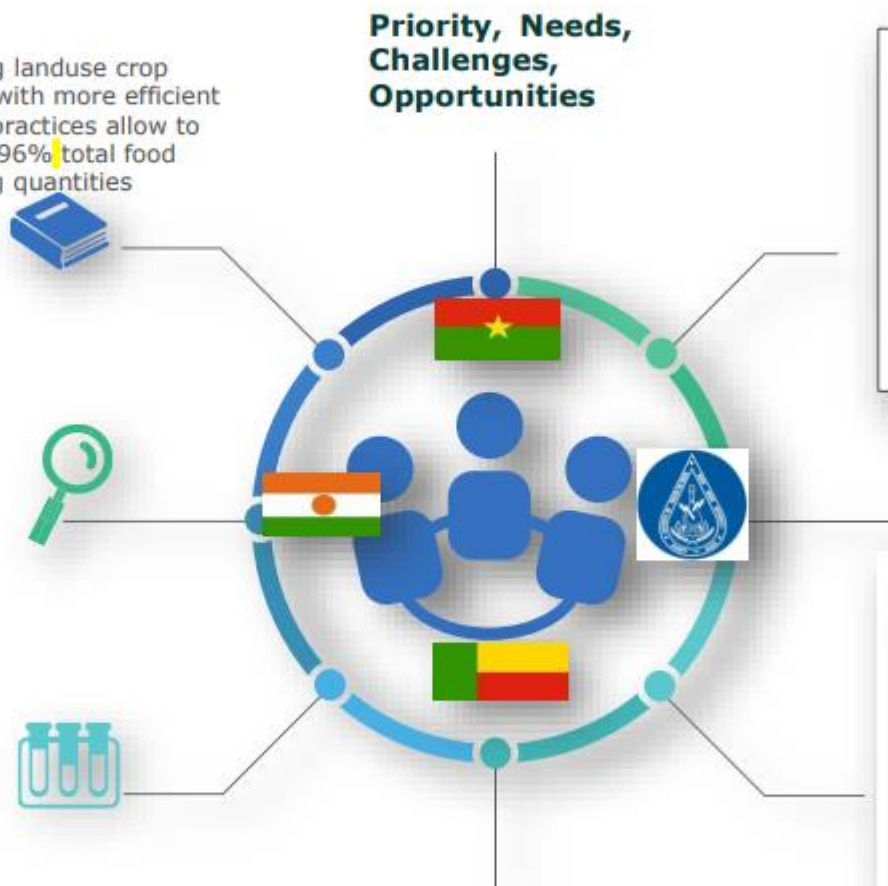 Priority, Needs,
Challenges,
Opportunities
g landuse crop
with more efficient
practices allow to
96% total food
g quantities